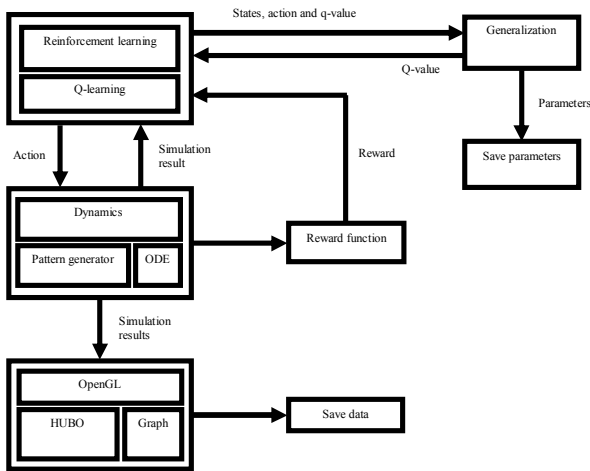 States, action and q-value
Reinforcement learning
Generalization
Q-value
Q-learning
Parameters
Action
Simulation
result
Reward
Save parameters
Dynamics
Reward function
Pattern generator
ODE
Simulation
results
OpenGL
HUBO
Graph
Save data